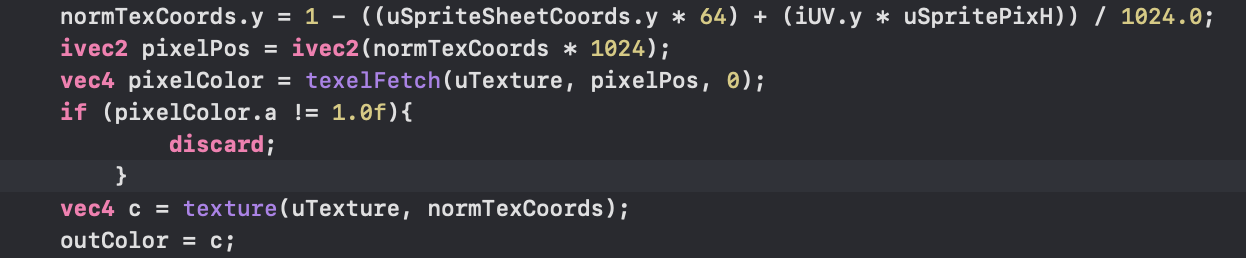 normTexCoords.y = 1 - ((uSpriteSheetCoords.y * 64) + (iUV.y * uSpritePixH)) / 1024.0;
ivec2 pixelPos = ivec2(normTexCoords * 1024);
vec4 pixelColor = texelFetch(uTexture, pixelPos, 0);
if (pixelColor.a != 1.0f){
discard;
}
vec4 c = texture(uTexture, normTexCoords);
outColor = c;